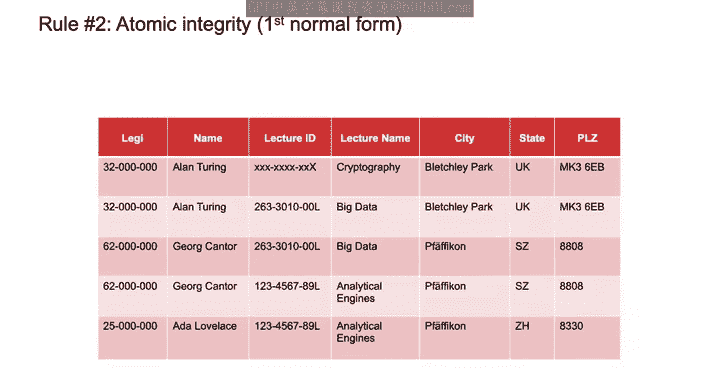 Rule #2: Atomic integrity (1st normal form)
Legi Name Lecture ID Lecture Name City State PLZ
32-000-000 Alan Turing xxx-xxxx-xxX Cryptography Bletchley Park UK MK3 6EB
32-000-000 Alan Turing 263-3010-00L Big Data Bletchley Park UK MK3 6EB
62-000-000 Georg Cantor 263-3010-00L Big Data Pfäffikon SZ 8808
62-000-000 Georg Cantor 123-4567-89L Analytical Pfäffikon SZ 8808
Engines
25-000-000 Ada Lovelace 123-4567-89L Analytical Pfäffikon ZH 8330
Engines